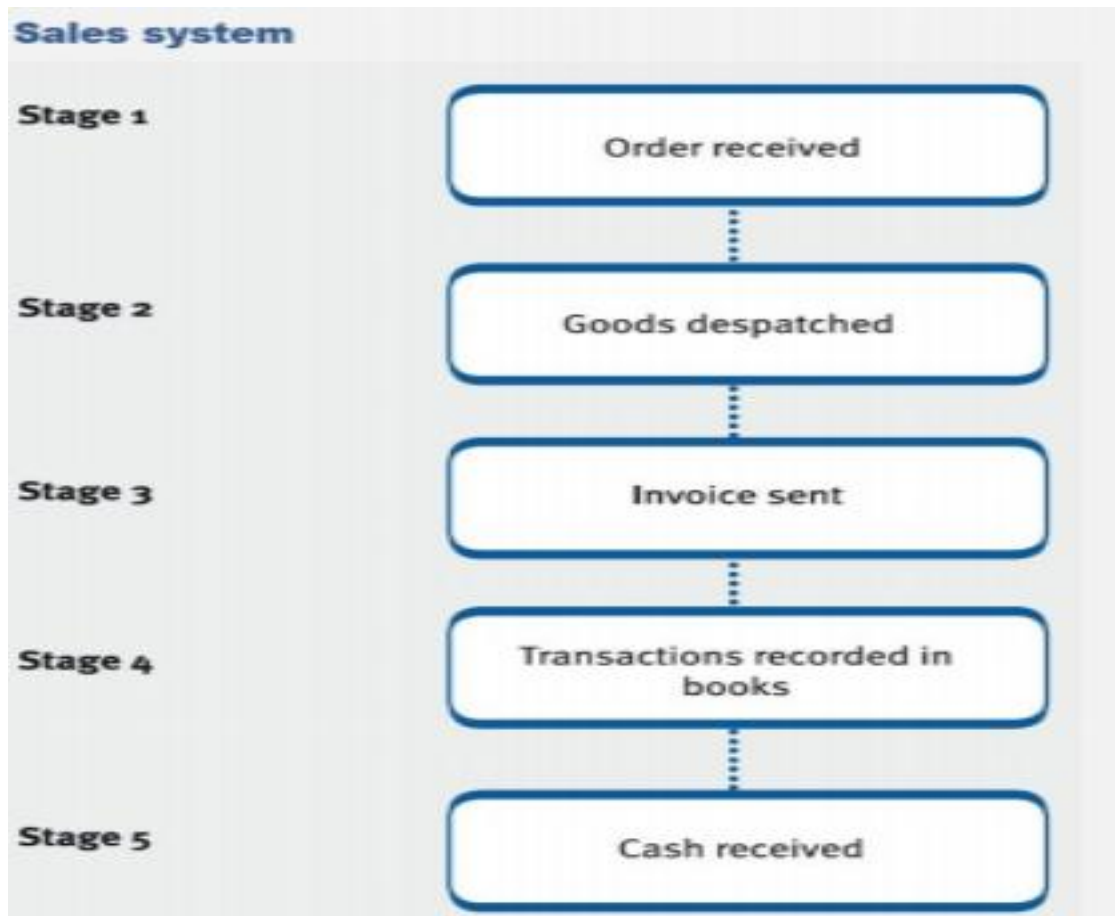 Sales system
Stage 1
Order received
Stage 2
Goods despatched
Stage 3
Invoice sent
Stage 4
Transactions recorded in
books
Stage 5
Cash received